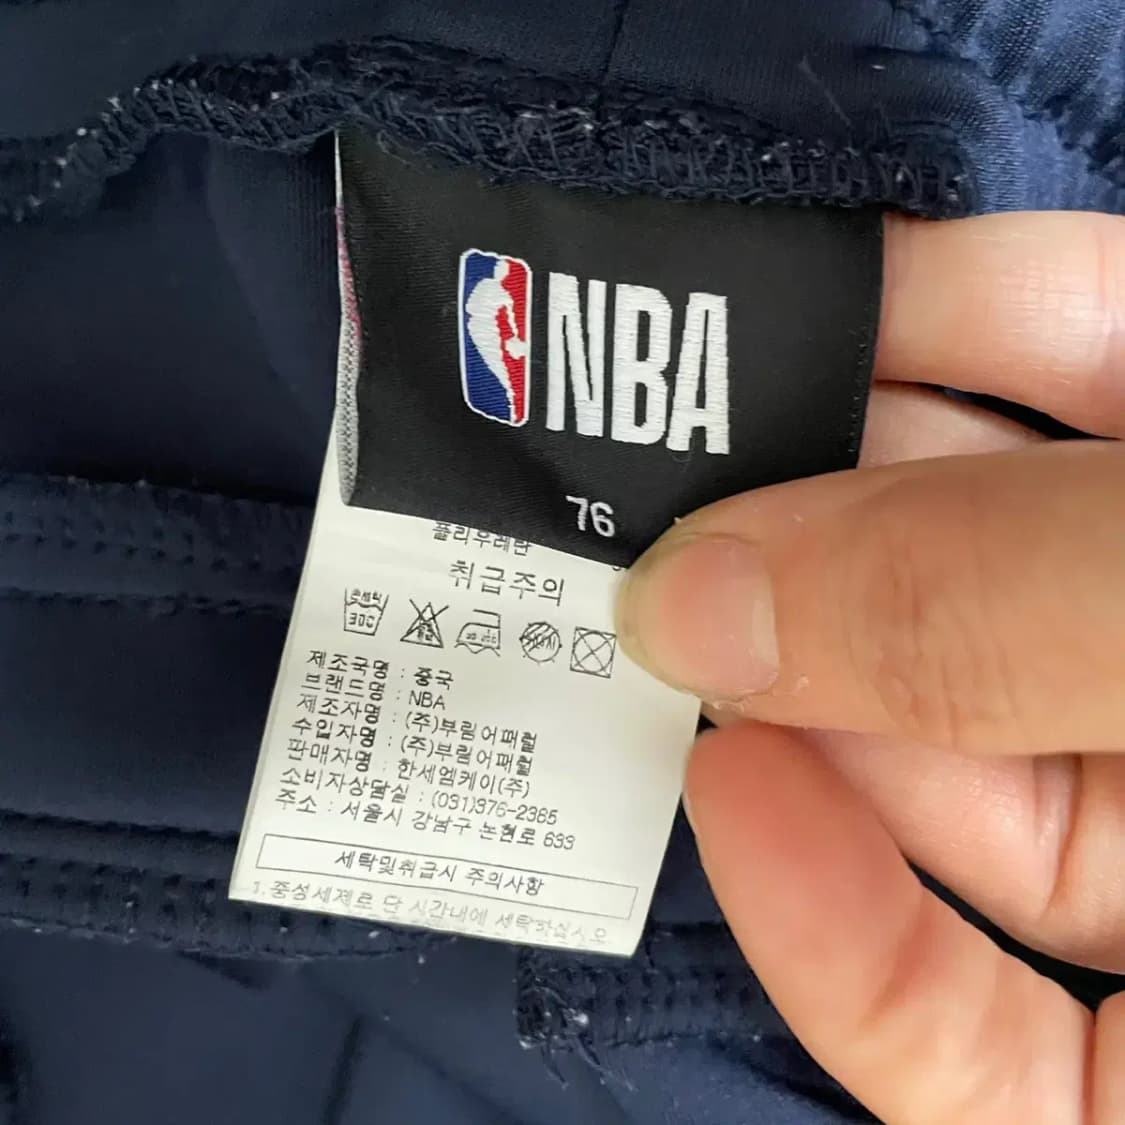 NBA
76
폴리우레탄
취급주의
30C
제조국명 : 중국
브랜드명 : NBA
제조자명 : (주)부림어패럴
수입자명 : (주)부림어패럴
판매자명 : 한세엠케이(주)
소비자상담실 : (031)376-2385
주소 : 서울시 강남구 논현로 633
세탁및취급시 주의사항
1.중성세제로 단 시간내에 세탁하십시오